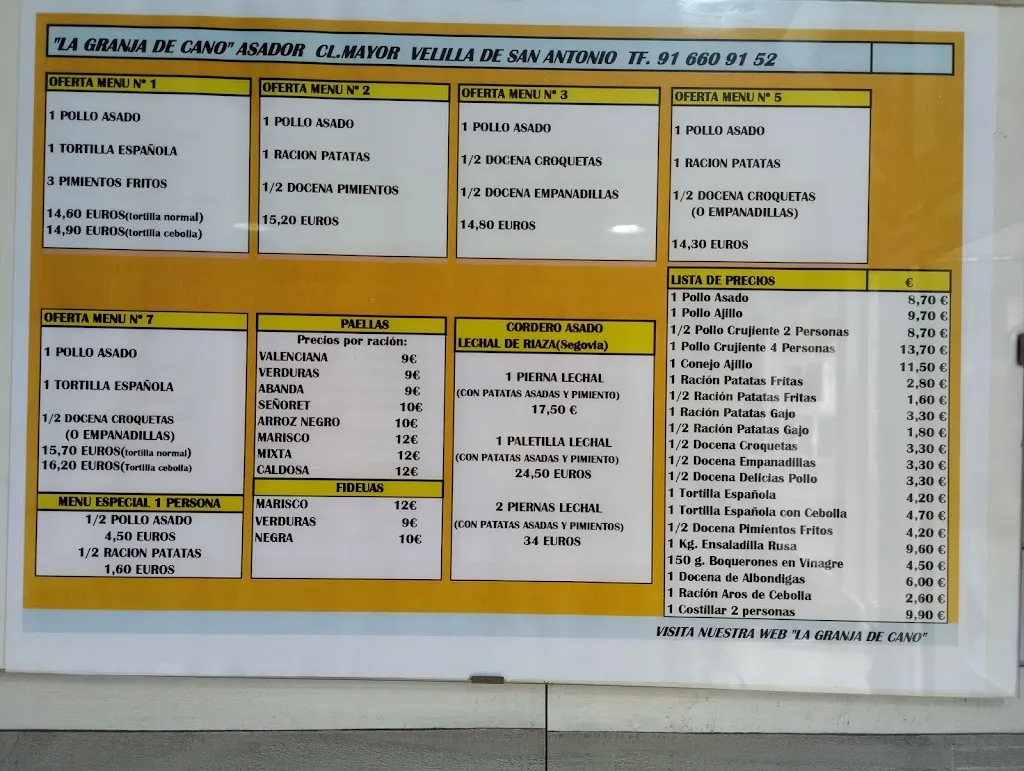 "LA GRANJA DE CANO" ASADOR CL.MAYOR VELILLA DE SAN ANTONIO TF. 91 660 91 52
OFERTA MENU Nº 1
1 POLLO ASADO
1 TORTILLA ESPAÑOLA
3 PIMIENTOS FRITOS
14,60 EUROS(tortilla normal)
14,90 EUROS(tortilla cebolla)
OFERTA MENU Nº 2
1 POLLO ASADO
1 RACION PATATAS
1/2 DOCENA PIMIENTOS
15,20 EUROS
OFERTA MENU Nº 3
1 POLLO ASADO
1/2 DOCENA CROQUETAS
1/2 DOCENA EMPANADILLAS
14,80 EUROS
OFERTA MENU Nº 5
1 POLLO ASADO
1 RACION PATATAS
1/2 DOCENA CROQUETAS
(O EMPANADILLAS)
14,30 EUROS
OFERTA MENU Nº 7
1 POLLO ASADO
1 TORTILLA ESPAÑOLA
1/2 DOCENA CROQUETAS
(O EMPANADILLAS)
15,70 EUROS(tortilla normal)
16,20 EUROS(Tortilla cebolla)
MENU ESPECIAL 1 PERSONA
1/2 POLLO ASADO
4,50 EUROS
1/2 RACION PATATAS
1,60 EUROS
PAELLAS
Precios por ración:
VALENCIANA 9€
VERDURAS 9€
ABANDA 9€
SEÑORET 10€
ARROZ NEGRO 10€
MARISCO 12€
MIXTA 12€
CALDOSA 12€
FIDEUAS
MARISCO 12€
VERDURAS 9€
NEGRA 10€
CORDERO ASADO
LECHAL DE RIAZA(Segovia)
1 PIERNA LECHAL
(CON PATATAS ASADAS Y PIMIENTO)
17,50 €
1 PALETILLA LECHAL
(CON PATATAS ASADAS Y PIMIENTO)
24,50 EUROS
2 PIERNAS LECHAL
(CON PATATAS ASADAS Y PIMIENTOS)
34 EUROS
LISTA DE PRECIOS €
1 Pollo Asado 8,70 €
1 Pollo Ajillo 9,70 €
1/2 Pollo Crujiente 2 Personas 8,70 €
1 Pollo Crujiente 4 Personas 13,70 €
1 Conejo Ajillo 11,50 €
1 Ración Patatas Fritas 2,80 €
1/2 Ración Patatas Fritas 1,60 €
1 Ración Patatas Gajo 3,30 €
1/2 Ración Patatas Gajo 1,80 €
1/2 Docena Croquetas 3,30 €
1/2 Docena Empanadillas 3,30 €
1/2 Docena Delicias Pollo 3,30 €
1 Tortilla Española 4,20 €
1 Tortilla Española con Cebolla 4,70 €
1/2 Docena Pimientos Fritos 4,20 €
1 Kg. Ensaladilla Rusa 9,60 €
150 g. Boquerones en Vinagre 4,50 €
1 Docena de Albondigas 6,00 €
1 Ración Aros de Cebolla 2,60 €
1 Costillar 2 personas 9,90 €
VISITA NUESTRA WEB "LA GRANJA DE CANO"